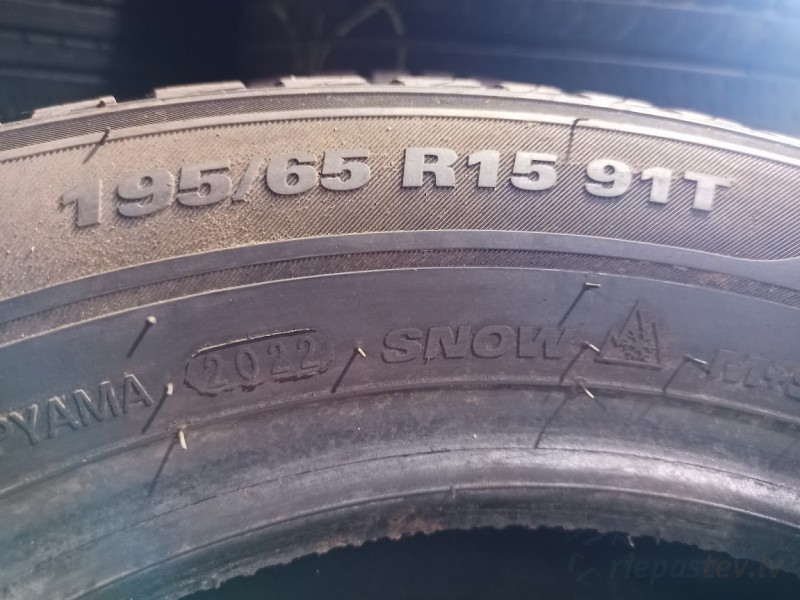 195/65 R15 91T
PYAMA 2022 SNOW M+S
riepastev.lv